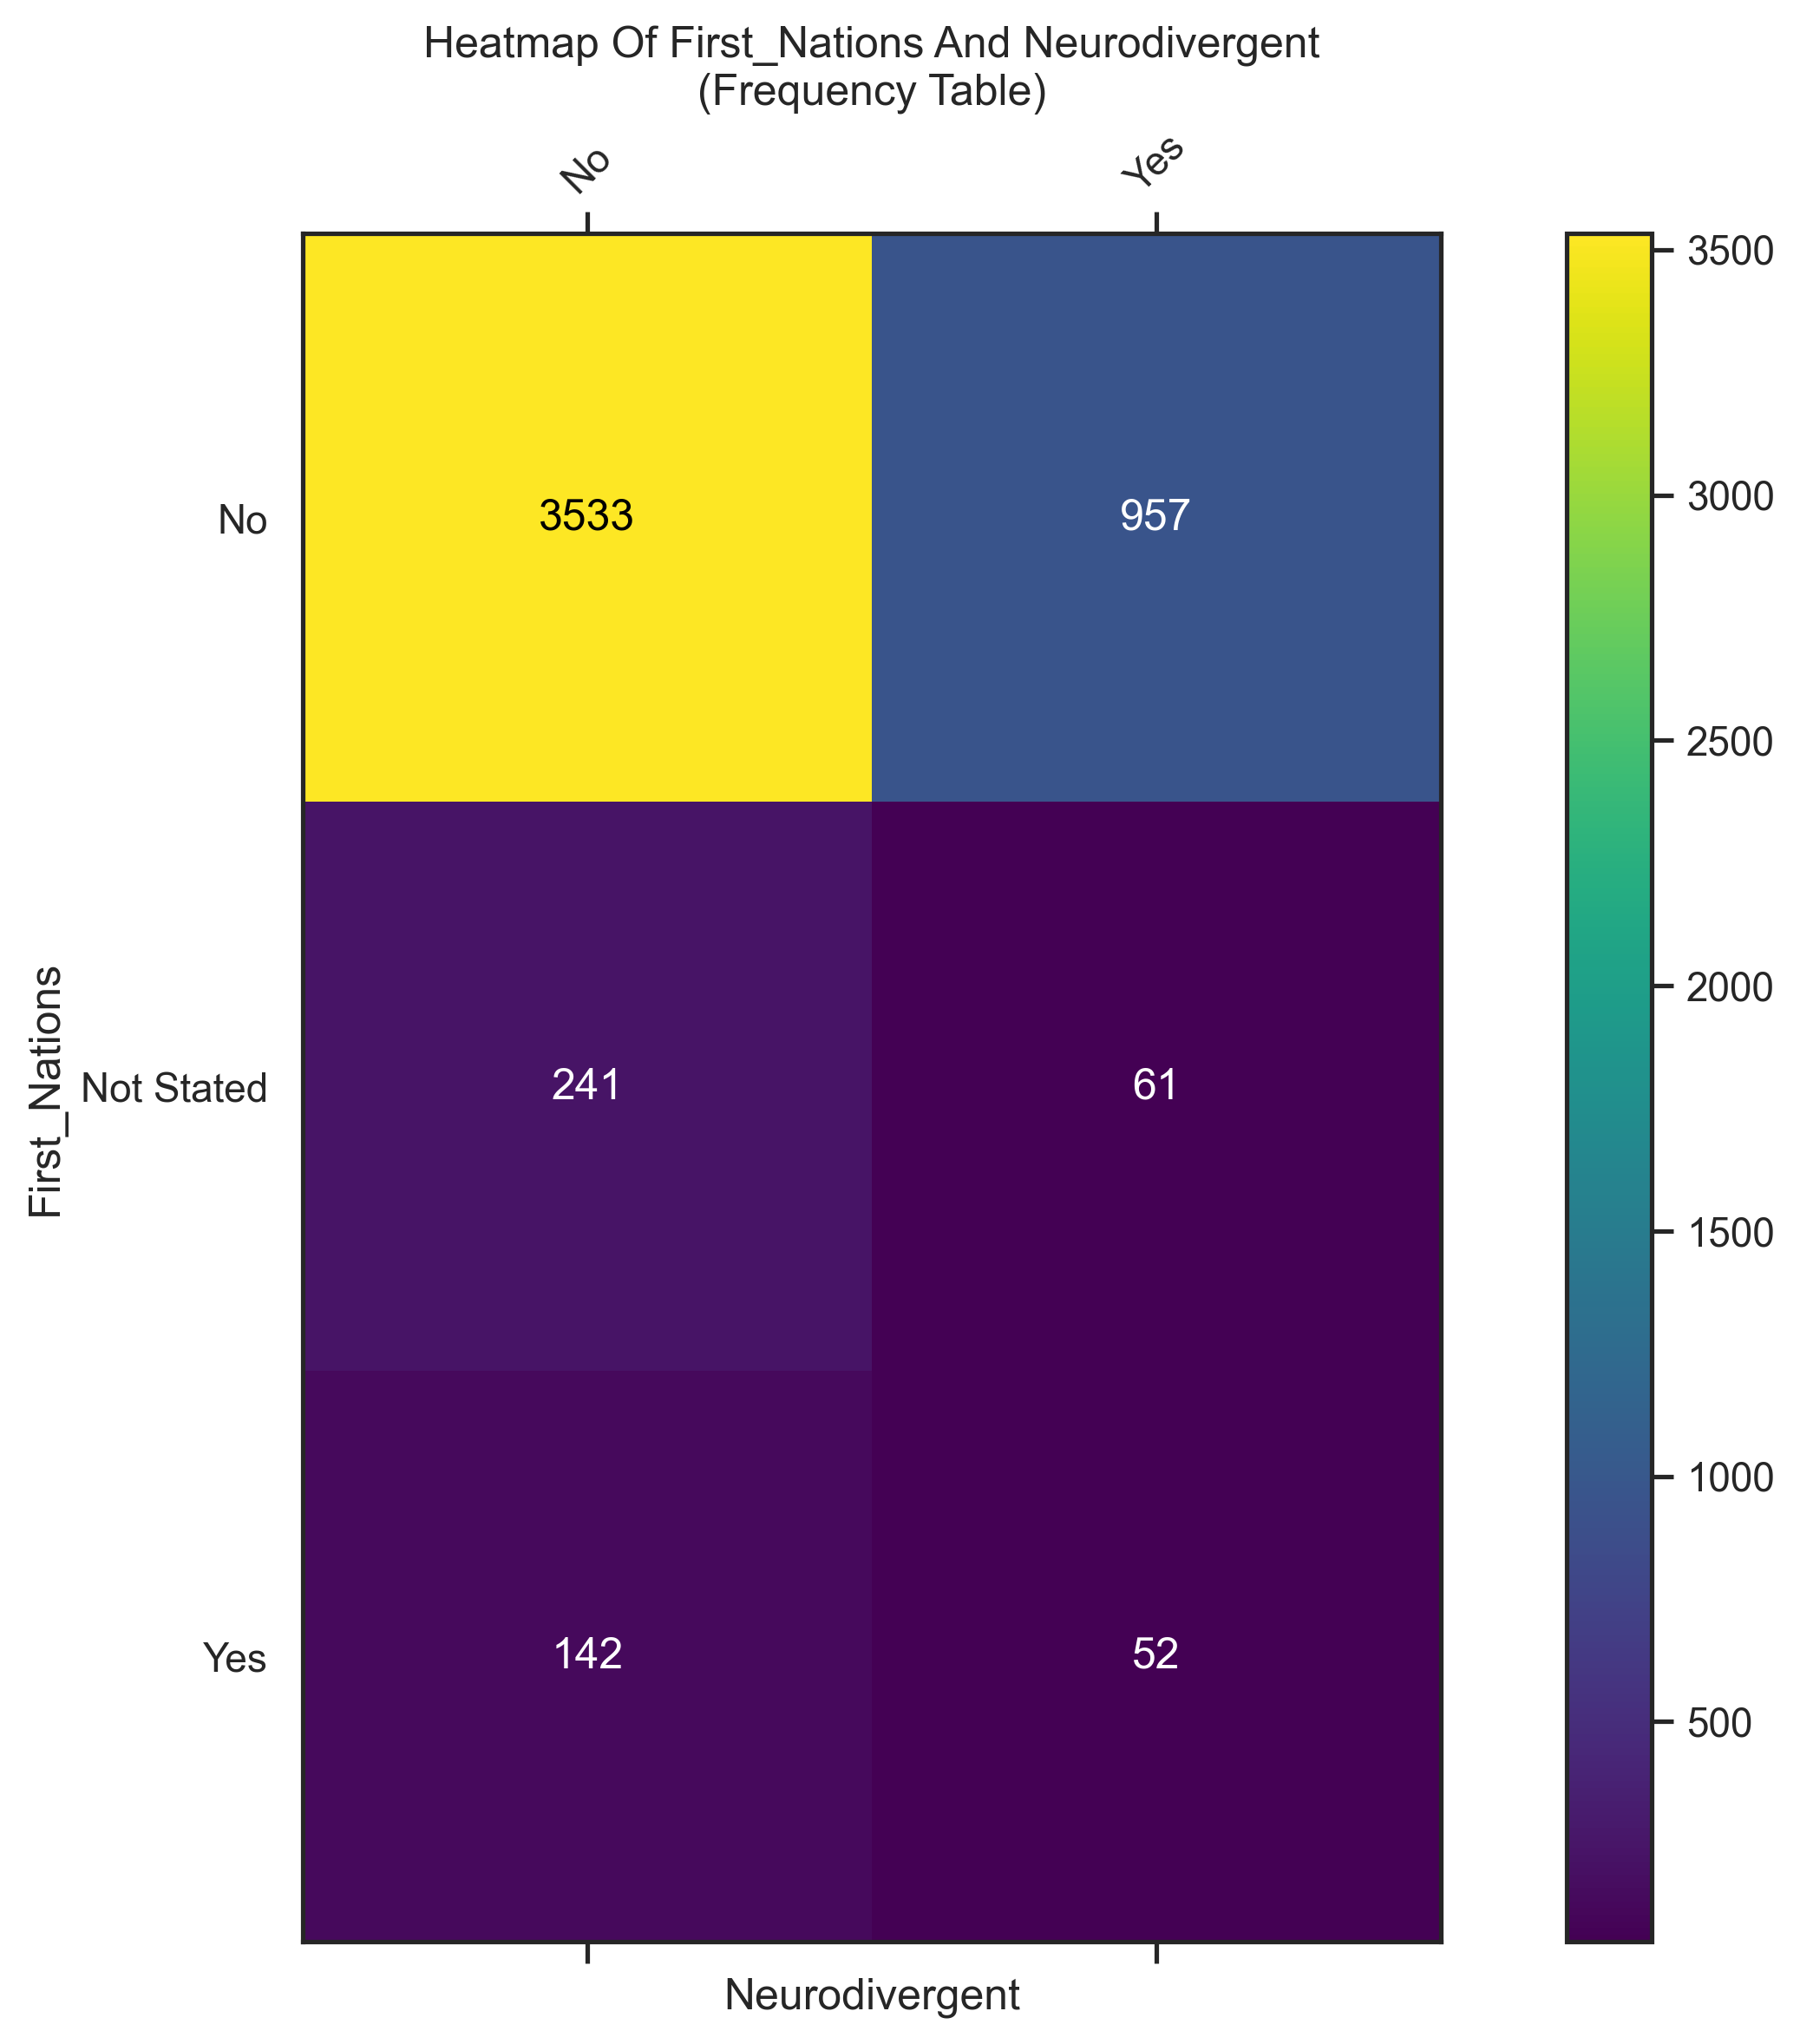 Heatmap Of First_Nations And Neurodivergent
(Frequency Table)
No
Yes
3500
3000
2500
2000
1500
1000
500
No
3533
957
Not Stated
241
61
Yes
142
52
First_Nations
Neurodivergent